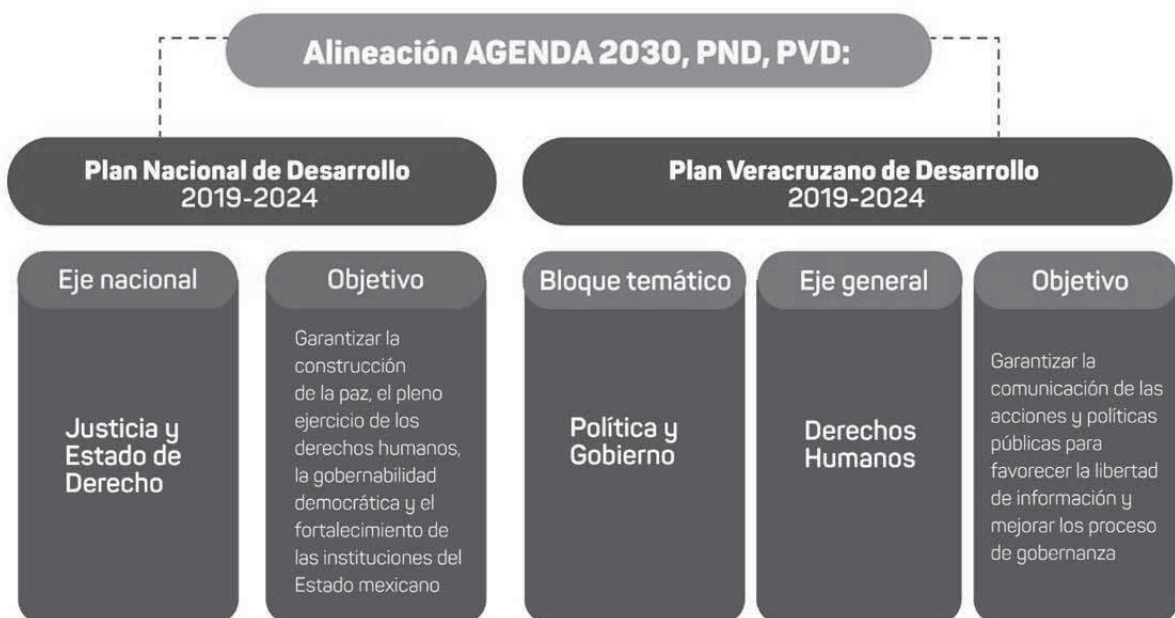 Alineación AGENDA 2030, PND, PVD:
Plan Nacional de Desarrollo
2019-2024
Plan Veracruzano de Desarrollo
2019-2024
Eje nacional
Justicia y
Estado de
Derecho
Objetivo
Garantizar la
construcción
de la paz, el pleno
ejercicio de los
derechos humanos,
la gobernabilidad
democrática y el
fortalecimiento de
las instituciones del
Estado mexicano
Bloque temático
Política y
Gobierno
Eje general
Derechos
Humanos
Objetivo
Garantizar la
comunicación de las
acciones y políticas
públicas para
favorecer la libertad
de información y
mejorar los proceso
de gobernanza